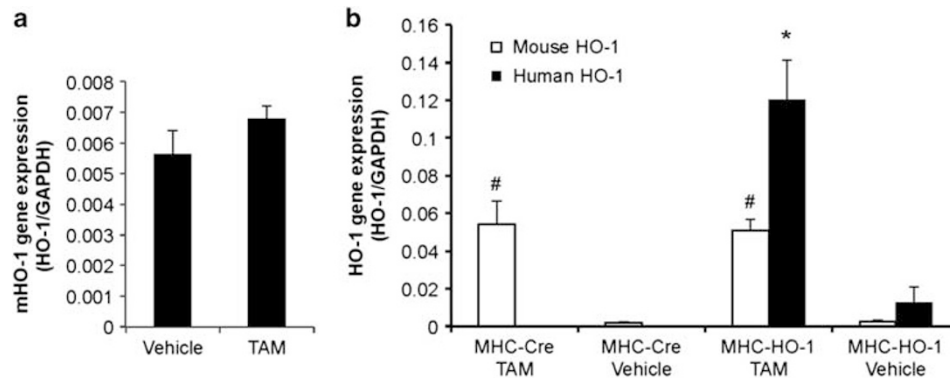 a
mHO-1 gene expression
(HO-1/GAPDH)
0.008
0.007
0.006
0.005
0.004
0.003
0.002
0.001
0
Vehicle TAM
b
HO-1 gene expression
(HO-1/GAPDH)
0.16
0.14
0.12
0.1
0.08
0.06
0.04
0.02
0
Mouse HO-1
Human HO-1
#
#
*
MHC-Cre MHC-Cre MHC-HO-1 MHC-HO-1
TAM Vehicle TAM Vehicle